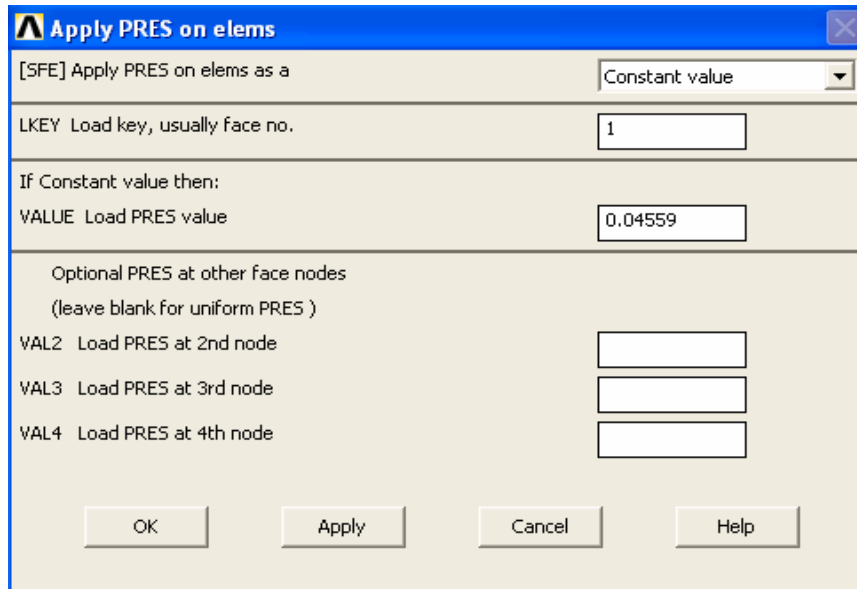 Apply PRES on elems
[SFE] Apply PRES on elems as a Constant value
LKEY Load key, usually face no. 1
If Constant value then:
VALUE Load PRES value 0.04559
Optional PRES at other face nodes
(leave blank for uniform PRES )
VAL2 Load PRES at 2nd node
VAL3 Load PRES at 3rd node
VAL4 Load PRES at 4th node
OK Apply Cancel Help